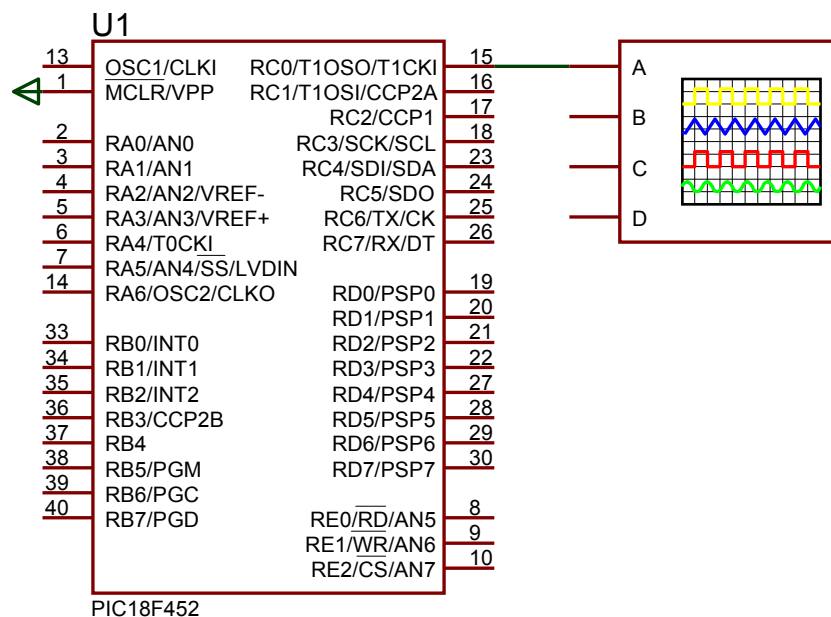 U1
13 OSC1/CLKI RC0/T1OSO/T1CKI 15 A
1 MCLR/VPP RC1/T1OSI/CCP2A 16
RC2/CCP1 17 B
2 RA0/AN0 RC3/SCK/SCL 18
3 RA1/AN1 RC4/SDI/SDA 23 C
4 RA2/AN2/VREF- RC5/SDO 24
5 RA3/AN3/VREF+ RC6/TX/CK 25 D
6 RA4/T0CKI RC7/RX/DT 26
7 RA5/AN4/SS/LVDIN
14 RA6/OSC2/CLKO RD0/PSP0 19
RD1/PSP1 20
33 RB0/INT0 RD2/PSP2 21
34 RB1/INT1 RD3/PSP3 22
35 RB2/INT2 RD4/PSP4 27
36 RB3/CCP2B RD5/PSP5 28
37 RB4 RD6/PSP6 29
38 RB5/PGM RD7/PSP7 30
39 RB6/PGC
40 RB7/PGD RE0/RD/AN5 8
RE1/WR/AN6 9
RE2/CS/AN7 10
PIC18F452